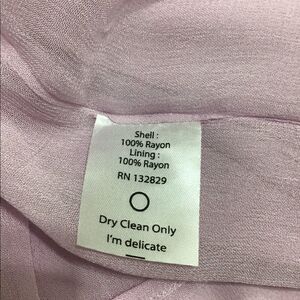 Shell :
100% Rayon
Lining :
100% Rayon
RN 132829
Dry Clean Only
I'm delicate